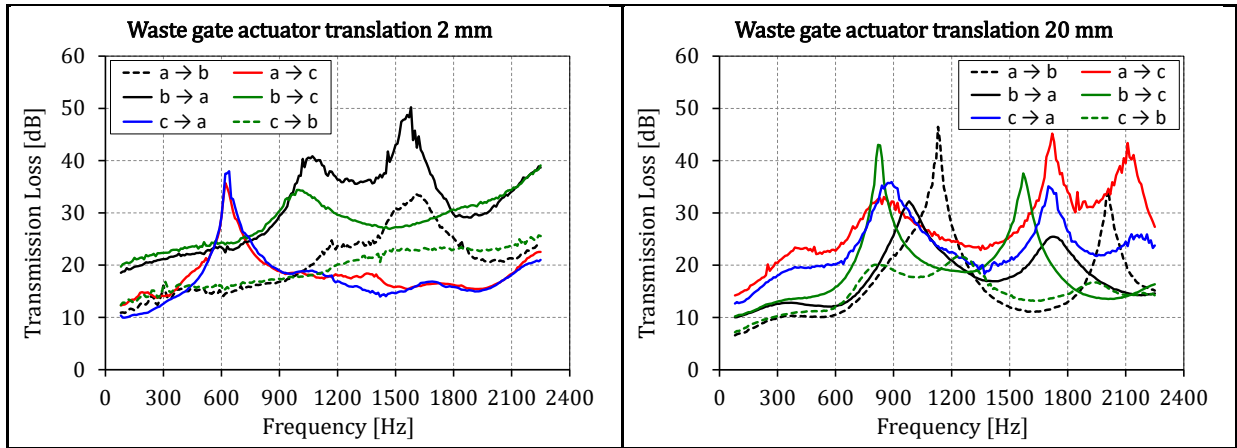 Waste gate actuator translation 2 mm
60
50
40
30
20
10
0
Transmission Loss [dB]
a → b
a → c
b → a
b → c
c → a
c → b
0
300
600
900
1200
1500
1800
2100
2400
Frequency [Hz]
Waste gate actuator translation 20 mm
60
50
40
30
20
10
0
Transmission Loss [dB]
a → b
a → c
b → a
b → c
c → a
c → b
0
300
600
900
1200
1500
1800
2100
2400
Frequency [Hz]